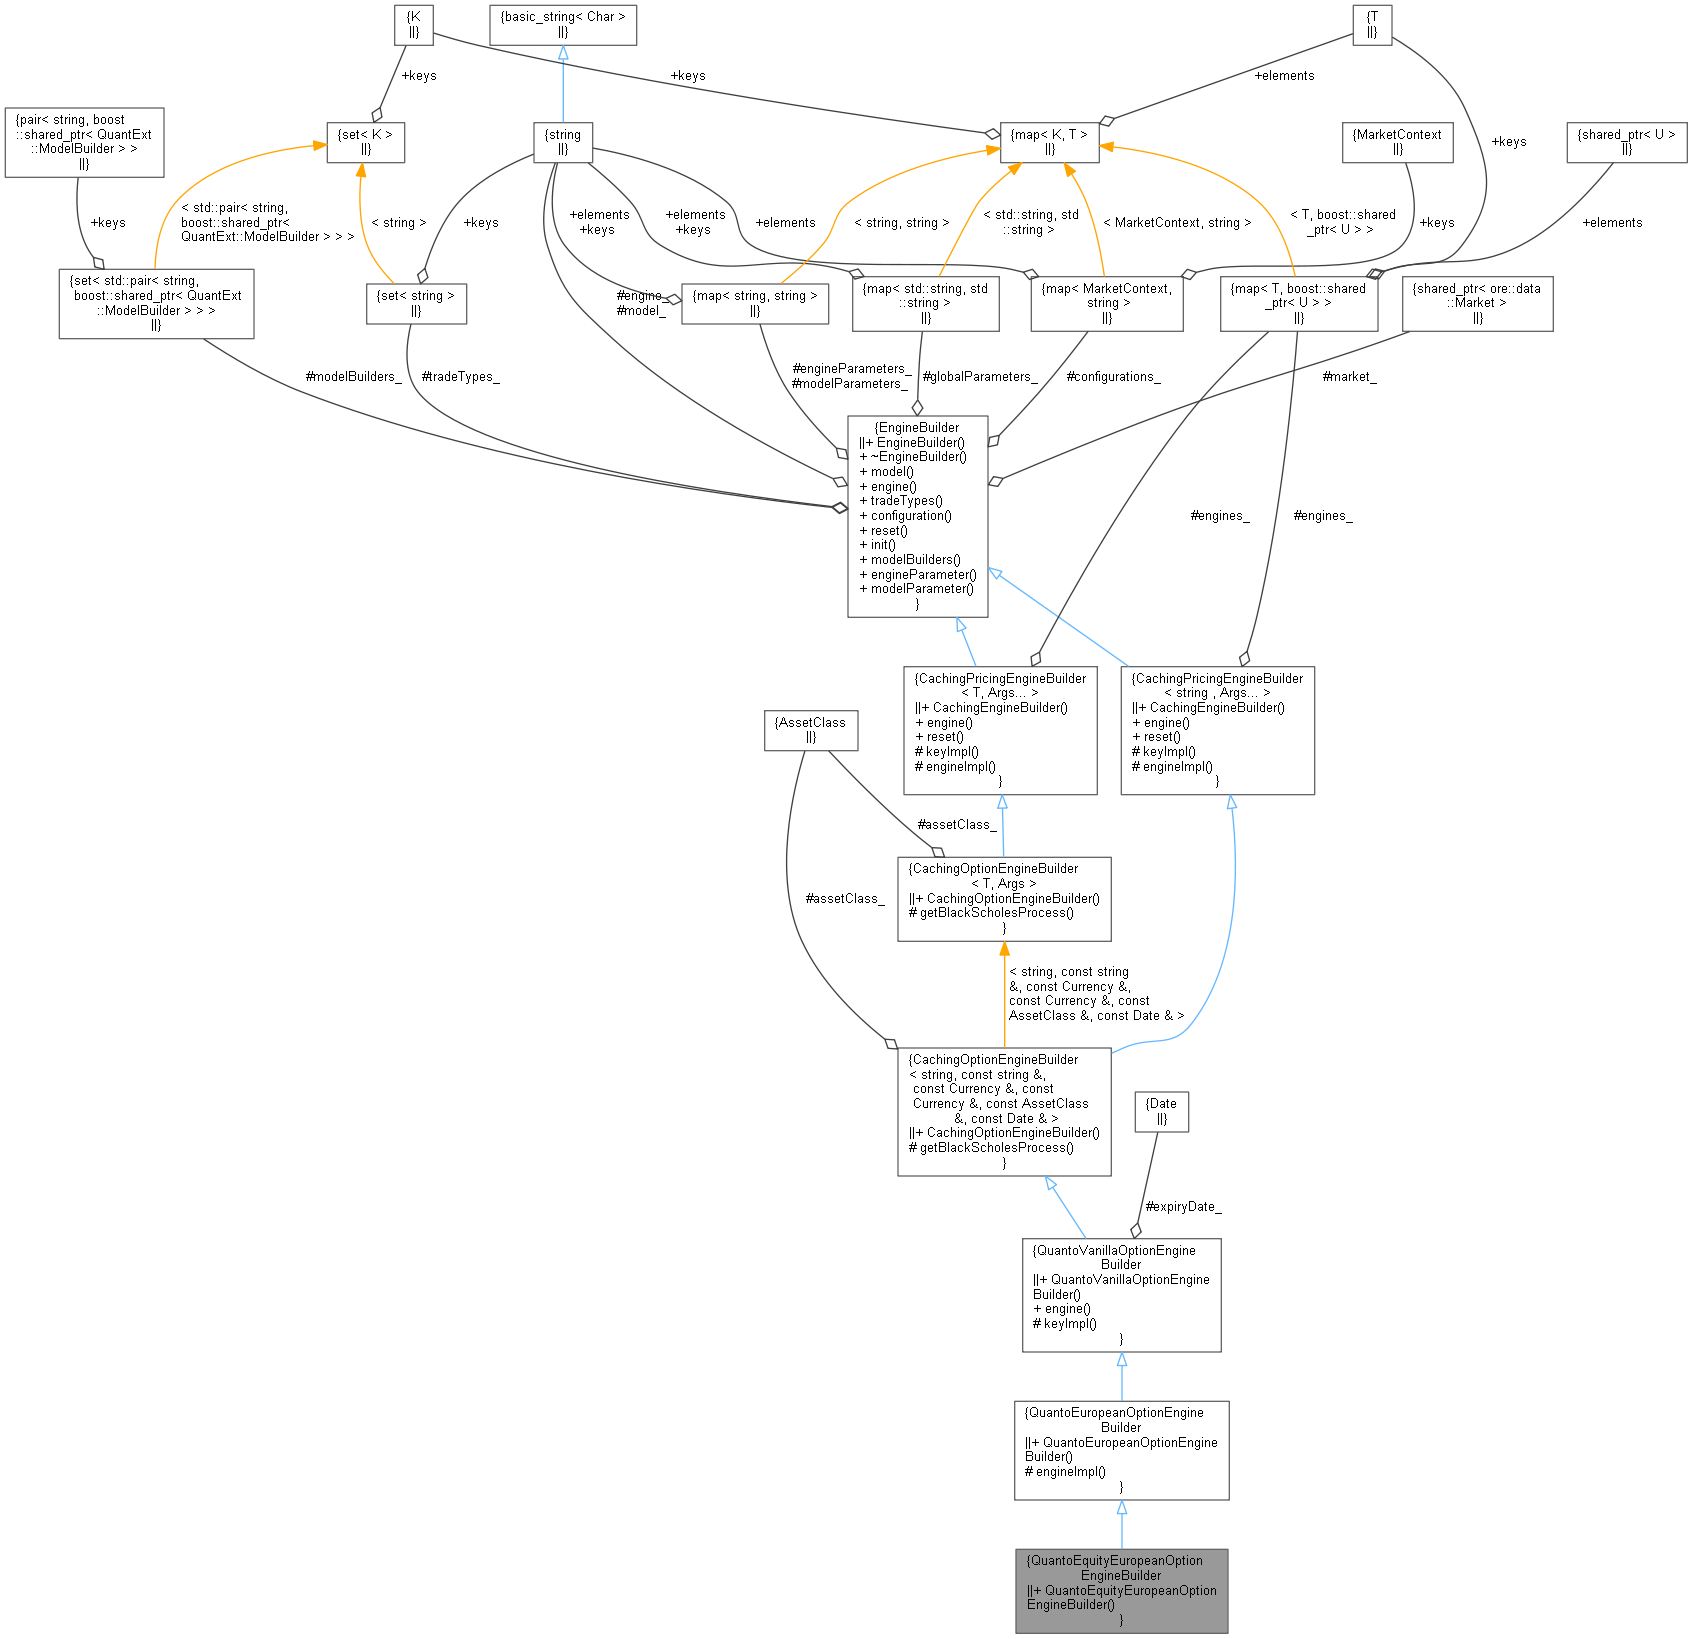 {K
||}
{basic_string< Char >
||}
{T
||}
+keys
+keys
+elements
{pair< string, boost
::shared_ptr< QuantExt
::ModelBuilder > >
||}
{set< K >
||}
{string
||}
{map< K, T >
||}
{MarketContext
||}
{shared_ptr< U >
||}
+keys
+keys
< std::pair< string,
boost::shared_ptr<
QuantExt::ModelBuilder > > >
< string >
+keys
+elements
+keys
+elements
+keys
+elements
< string, string >
< std::string, std
::string >
< MarketContext, string >
< T, boost::shared
_ptr< U > >
+keys
+elements
{set< std::pair< string,
boost::shared_ptr< QuantExt
::ModelBuilder > > >
||}
{set< string >
||}
#engine_
#model_
{map< string, string >
||}
{map< std::string, std
::string >
||}
{map< MarketContext,
string >
||}
{map< T, boost::shared
_ptr< U > >
||}
{shared_ptr< ore::data
::Market >
||}
#modelBuilders_
#tradeTypes_
#engineParameters_
#modelParameters_
#globalParameters_
#configurations_
#market_
{EngineBuilder
||+ EngineBuilder()
+ ~EngineBuilder()
+ model()
+ engine()
+ tradeTypes()
+ configuration()
+ reset()
+ init()
+ modelBuilders()
+ engineParameter()
+ modelParameter()
}
#engines_
#engines_
{CachingPricingEngineBuilder
< T, Args... >
||+ CachingEngineBuilder()
+ engine()
+ reset()
# keyImpl()
# engineImpl()
}
{CachingPricingEngineBuilder
< string , Args... >
||+ CachingEngineBuilder()
+ engine()
+ reset()
# keyImpl()
# engineImpl()
}
{AssetClass
||}
#assetClass_
#assetClass_
{CachingOptionEngineBuilder
< T, Args >
||+ CachingOptionEngineBuilder()
# getBlackScholesProcess()
}
< string, const string
&, const Currency &,
const Currency &, const
AssetClass &, const Date & >
{CachingOptionEngineBuilder
< string, const string &,
const Currency &, const
Currency &, const AssetClass
&, const Date & >
||+ CachingOptionEngineBuilder()
# getBlackScholesProcess()
}
{Date
||}
#expiryDate_
{QuantoVanillaOptionEngine
Builder
||+ QuantoVanillaOptionEngine
Builder()
+ engine()
# keyImpl()
}
{QuantoEuropeanOptionEngine
Builder
||+ QuantoEuropeanOptionEngine
Builder()
# engineImpl()
}
{QuantoEquityEuropeanOption
EngineBuilder
||+ QuantoEquityEuropeanOption
EngineBuilder()
}